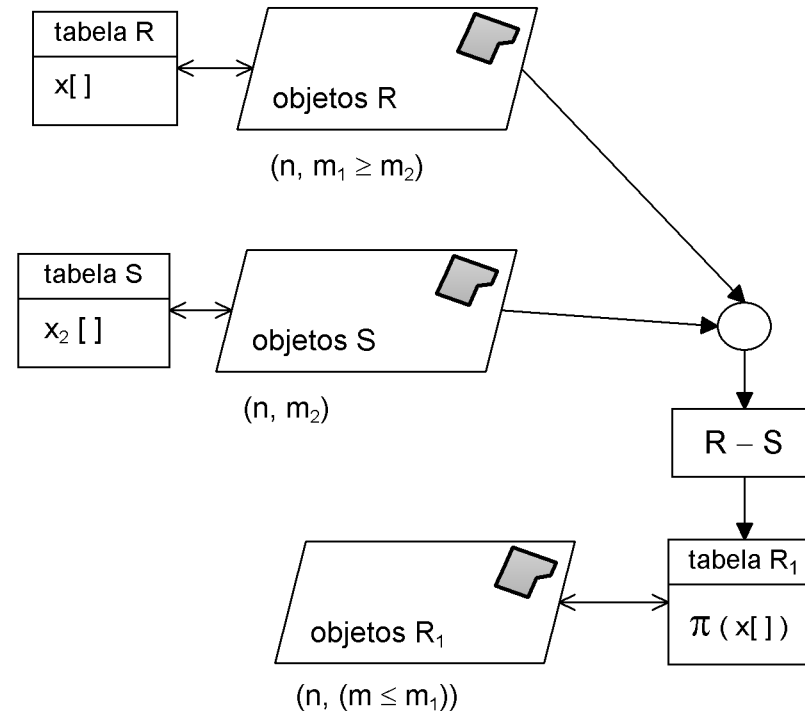 tabela R
x[ ]
objetos R
(n, m₁ ≥ m₂)
tabela S
x₂ [ ]
objetos S
(n, m₂)
R – S
tabela R₁
π ( x[ ] )
objetos R₁
(n, (m ≤ m₁))